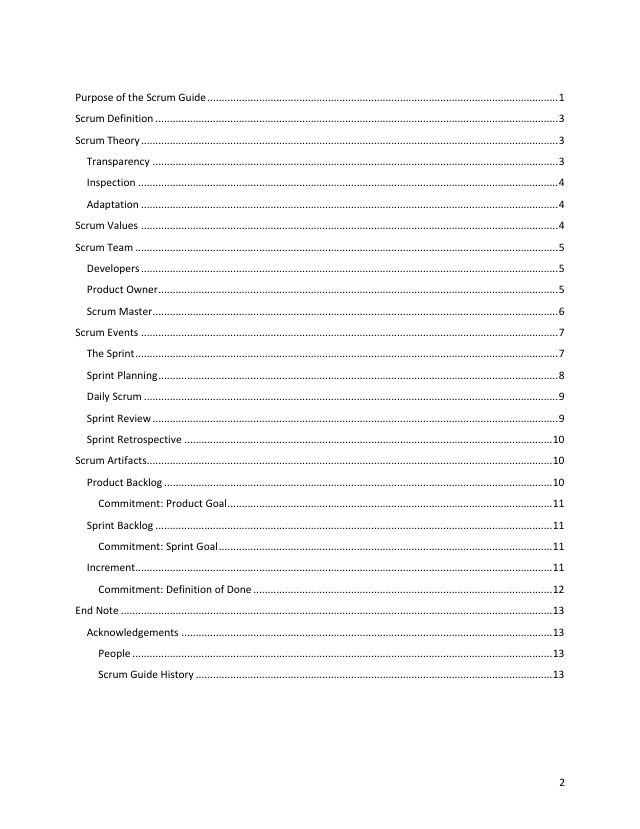 Purpose of the Scrum Guide ........ 1
Scrum Definition ........ 3
Scrum Theory ........ 3
Transparency ........ 3
Inspection ........ 4
Adaptation ........ 4
Scrum Values ........ 4
Scrum Team ........ 5
Developers ........ 5
Product Owner ........ 5
Scrum Master ........ 6
Scrum Events ........ 7
The Sprint ........ 7
Sprint Planning ........ 8
Daily Scrum ........ 9
Sprint Review ........ 9
Sprint Retrospective ........ 10
Scrum Artifacts ........ 10
Product Backlog ........ 10
Commitment: Product Goal ........ 11
Sprint Backlog ........ 11
Commitment: Sprint Goal ........ 11
Increment ........ 11
Commitment: Definition of Done ........ 12
End Note ........ 13
Acknowledgements ........ 13
People ........ 13
Scrum Guide History ........ 13
2